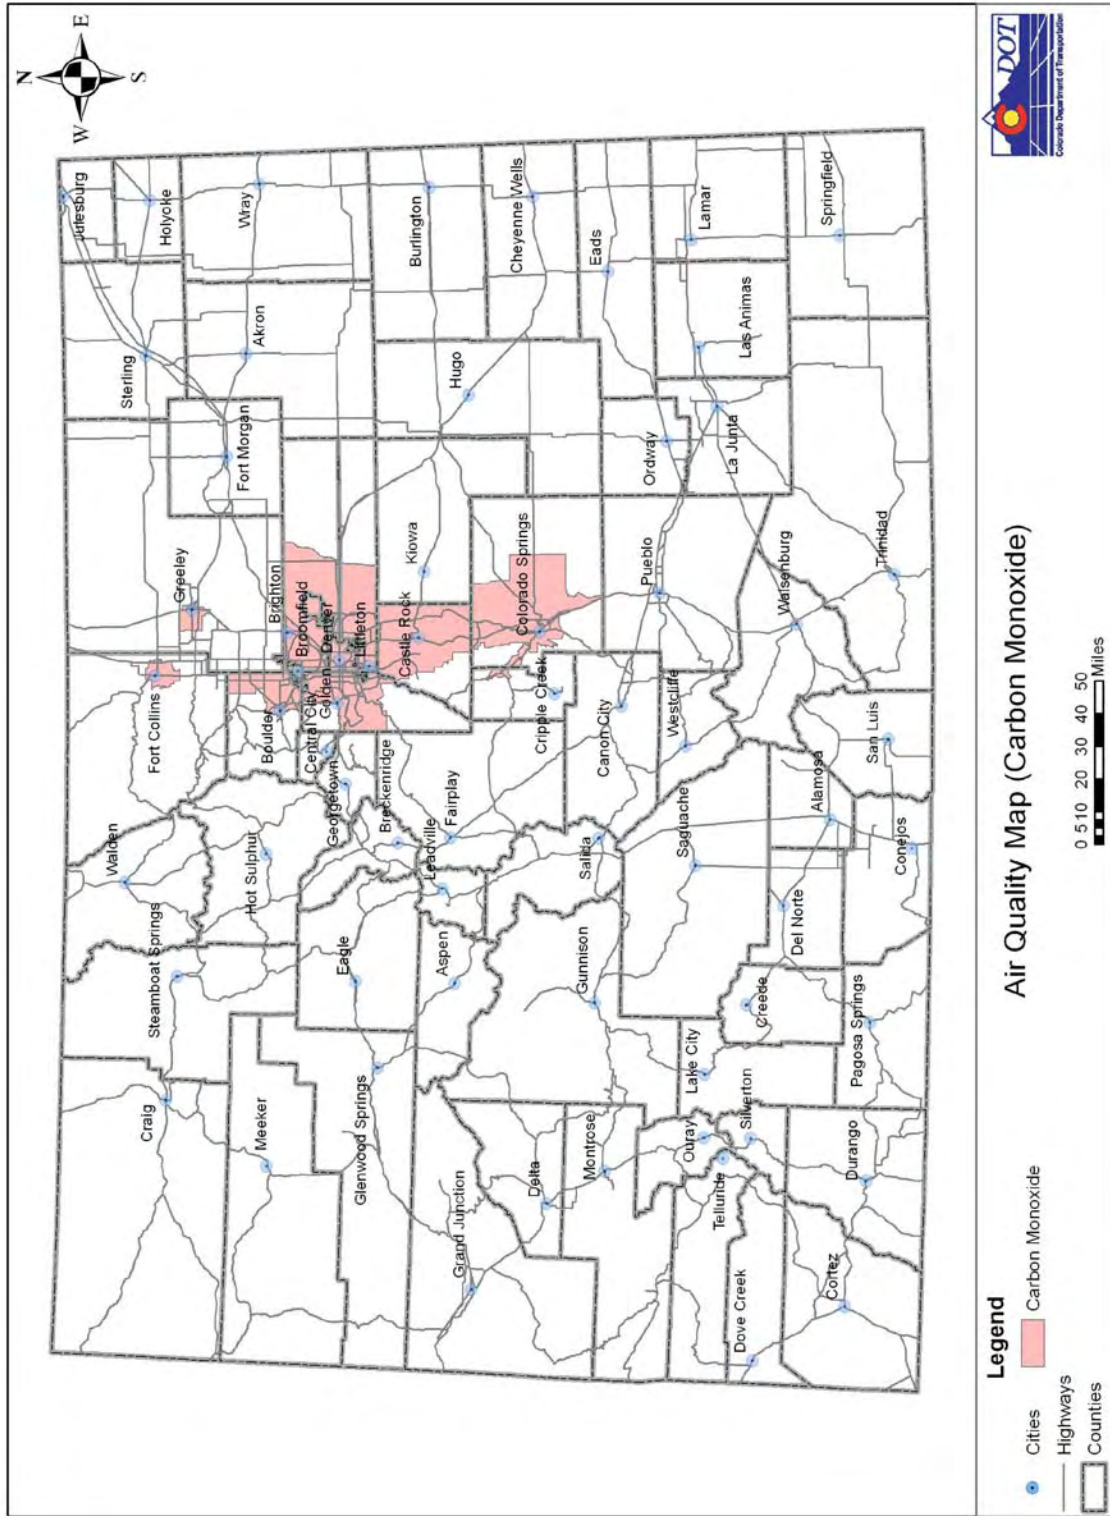 N
W
E
S
Julesburg
Holyoke
Wray
Burlington
Cheyenne Wells
Eads
Lamar
Springfield
Sterling
Akron
Hugo
Las Animas
Fort Morgan
Ordway
La Junta
Greeley
Brighton
Broomfield
Denver
Littleton
Kiowa
Castle Rock
Colorado Springs
Pueblo
Walsenburg
Trinidad
Fort Collins
Boulder
Central City
Golden
Georgetown
Breckenridge
Fairplay
Cripple Creek
Canon City
Westcliffe
San Luis
Walden
Hot Sulphur
Leadville
Salida
Saguache
Alamosa
Conejos
Steamboat Springs
Eagle
Aspen
Gunnison
Del Norte
Creede
Pagosa Springs
Craig
Meeker
Glenwood Springs
Lake City
Silverton
Ouray
Telluride
Durango
Grand Junction
Delta
Montrose
Dove Creek
Cortez
Air Quality Map (Carbon Monoxide)
DOT
Colorado Department of Transportation
Legend
Cities
Carbon Monoxide
Highways
Counties
0 5 10 20 30 40 50
Miles